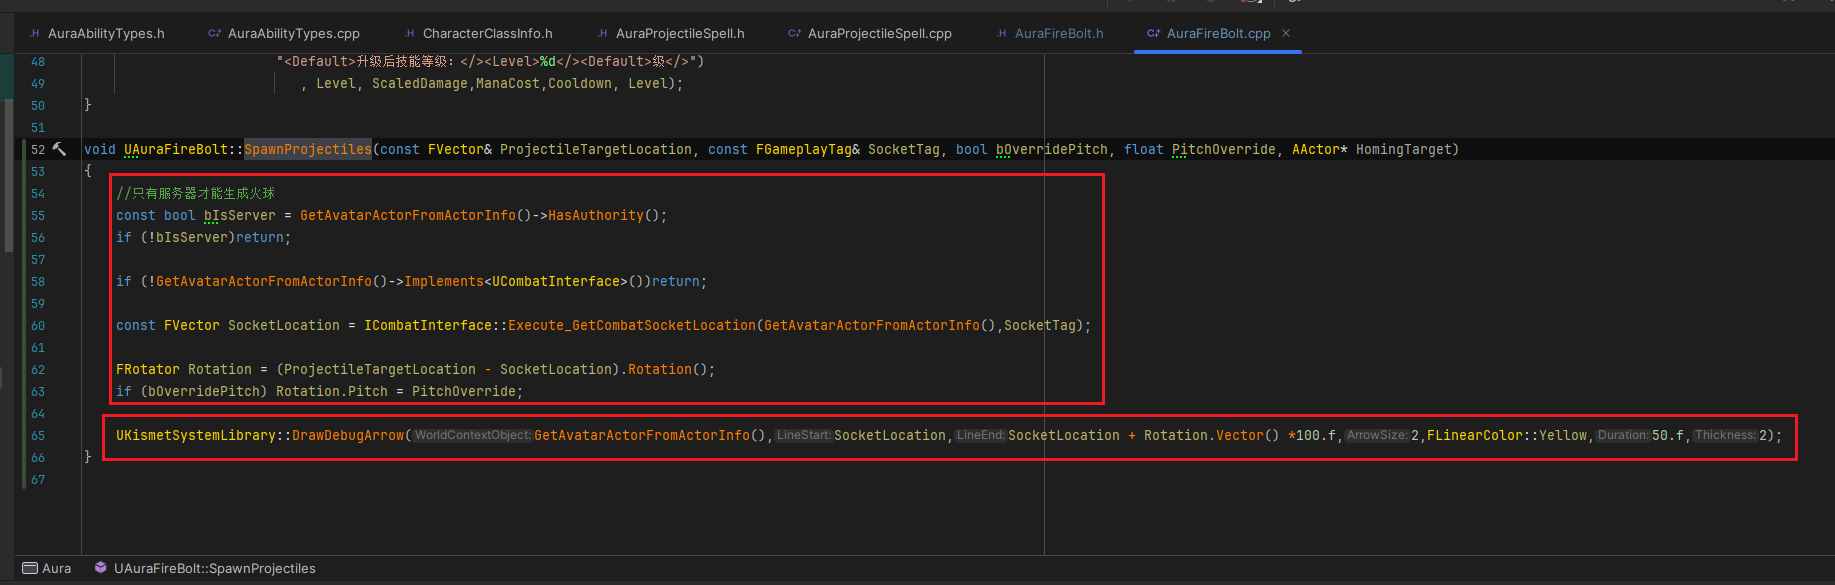 AuraAbilityTypes.h AuraAbilityTypes.cpp CharacterClassInfo.h AuraProjectileSpell.h AuraProjectileSpell.cpp AuraFireBolt.h AuraFireBolt.cpp
48 "<Default>升级后技能等级: </><Level>%d</><Default>级</>")
49 , Level, ScaledDamage,ManaCost,Cooldown, Level);
50 }
51
52 void UAuraFireBolt::SpawnProjectiles(const FVector& ProjectileTargetLocation, const FGameplayTag& SocketTag, bool bOverridePitch, float PitchOverride, AActor* HomingTarget)
53 {
54 //只有服务器才能生成火球
55 const bool bIsServer = GetAvatarActorFromActorInfo()->HasAuthority();
56 if (!bIsServer)return;
57
58 if (!GetAvatarActorFromActorInfo()->Implements<UCombatInterface>())return;
59
60 const FVector SocketLocation = ICombatInterface::Execute_GetCombatSocketLocation(GetAvatarActorFromActorInfo(),SocketTag);
61
62 FRotator Rotation = (ProjectileTargetLocation - SocketLocation).Rotation();
63 if (bOverridePitch) Rotation.Pitch = PitchOverride;
64
65 UKismetSystemLibrary::DrawDebugArrow(WorldContextObject:GetAvatarActorFromActorInfo(),LineStart:SocketLocation,LineEnd:SocketLocation + Rotation.Vector() *100.f,ArrowSize:2,FLinearColor::Yellow,Duration:50.f,Thickness:2);
66 }
67
Aura UAuraFireBolt::SpawnProjectiles